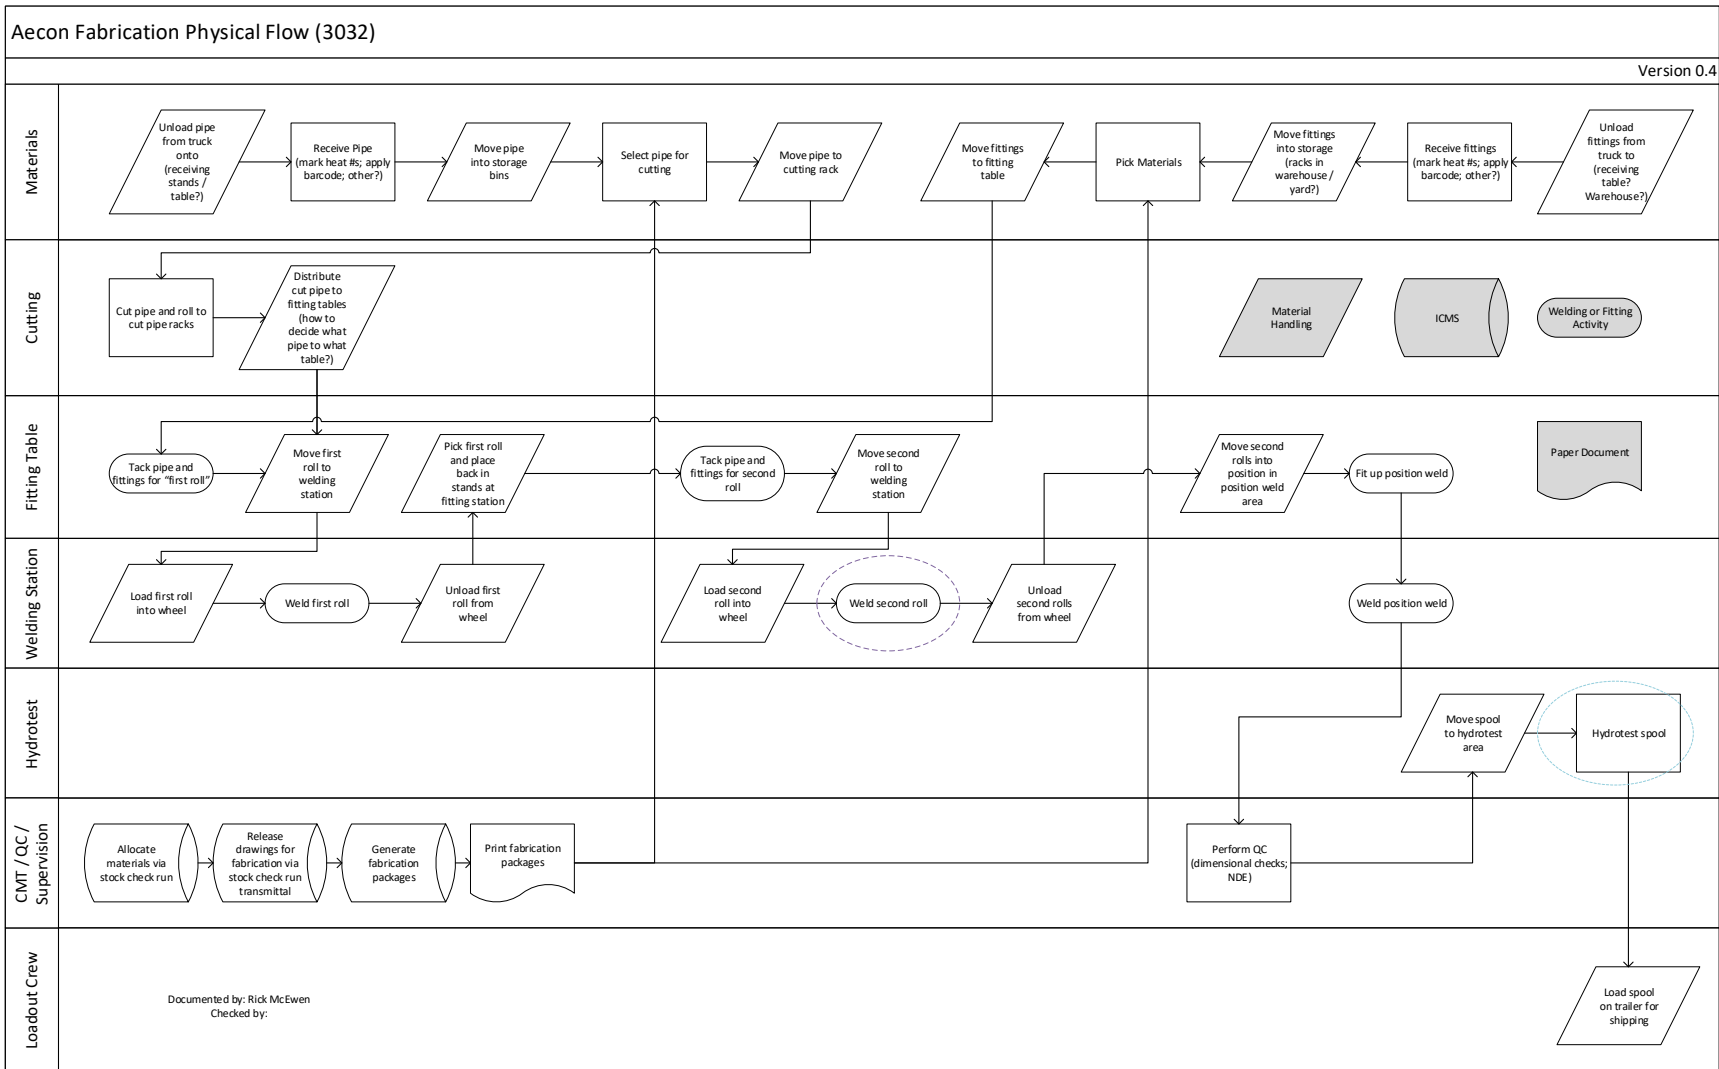 Aecon Fabrication Physical Flow (3032)
Version 0.4
Materials
Unload pipe
from truck
onto
(receiving
stands /
table?)
Receive Pipe
(mark heat #s; apply
barcode; other?)
Move pipe
into storage
bins
Select pipe for
cutting
Move pipe to
cutting rack
Move fittings
to fitting
table
Pick Materials
Move fittings
into storage
(racks in
warehouse /
yard?)
Receive fittings
(mark heat #s; apply
barcode; other?)
Unload
fittings from
truck to
(receiving
table?
Warehouse?)
Cutting
Cut pipe and roll to
cut pipe racks
Distribute
cut pipe to
fitting tables
(how to
decide what
pipe to what
table?)
Material
Handling
ICMS
Welding or Fitting
Activity
Fitting Table
Tack pipe and
fittings for “first roll”
Move first
roll to
welding
station
Pick first roll
and place
back in
stands at
fitting station
Tack pipe and
fittings for second
roll
Move second
roll to
welding
station
Move second
rolls into
position in
position weld
area
Fit up position weld
Paper Document
Welding Station
Load first roll
into wheel
Weld first roll
Unload first
roll from
wheel
Load second
roll into
wheel
Weld second roll
Unload
second rolls
from wheel
Weld position weld
Hydrotest
Move spool
to hydrotest
area
Hydrotest spool
CMT / QC /
Supervision
Allocate
materials via
stock check run
Release
drawings for
fabrication via
stock check run
transmittal
Generate
fabrication
packages
Print fabrication
packages
Perform QC
(dimensional checks;
NDE)
Loadout Crew
Documented by: Rick McEwen
Checked by:
Load spool
on trailer for
shipping